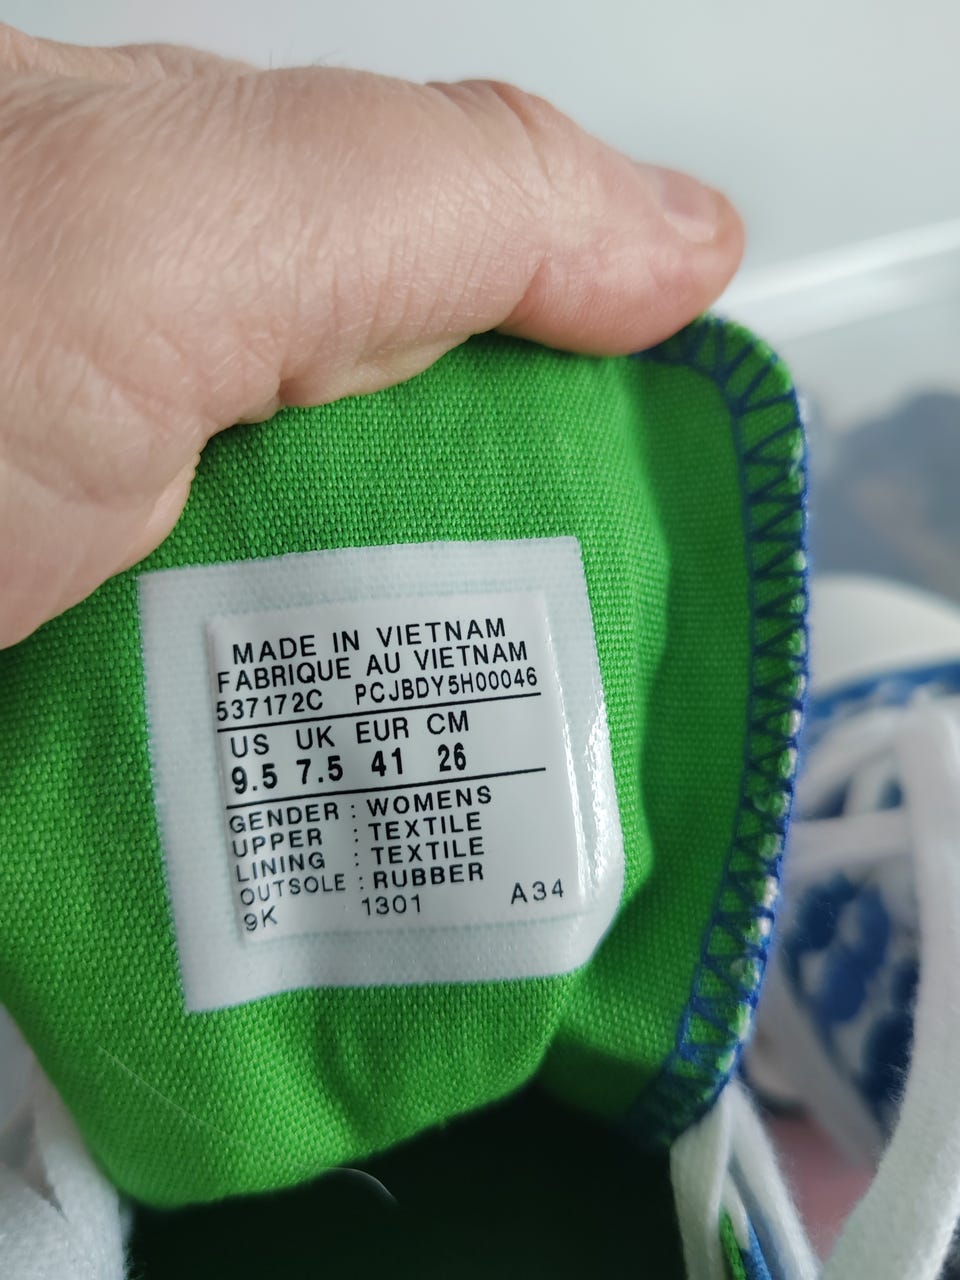 MADE IN VIETNAM
FABRIQUE AU VIETNAM
537172C PCJBDY5H00046
US UK EUR CM
9.5 7.5 41 26
GENDER : WOMENS
UPPER : TEXTILE
LINING : TEXTILE
OUTSOLE : RUBBER
9K 1301 A34